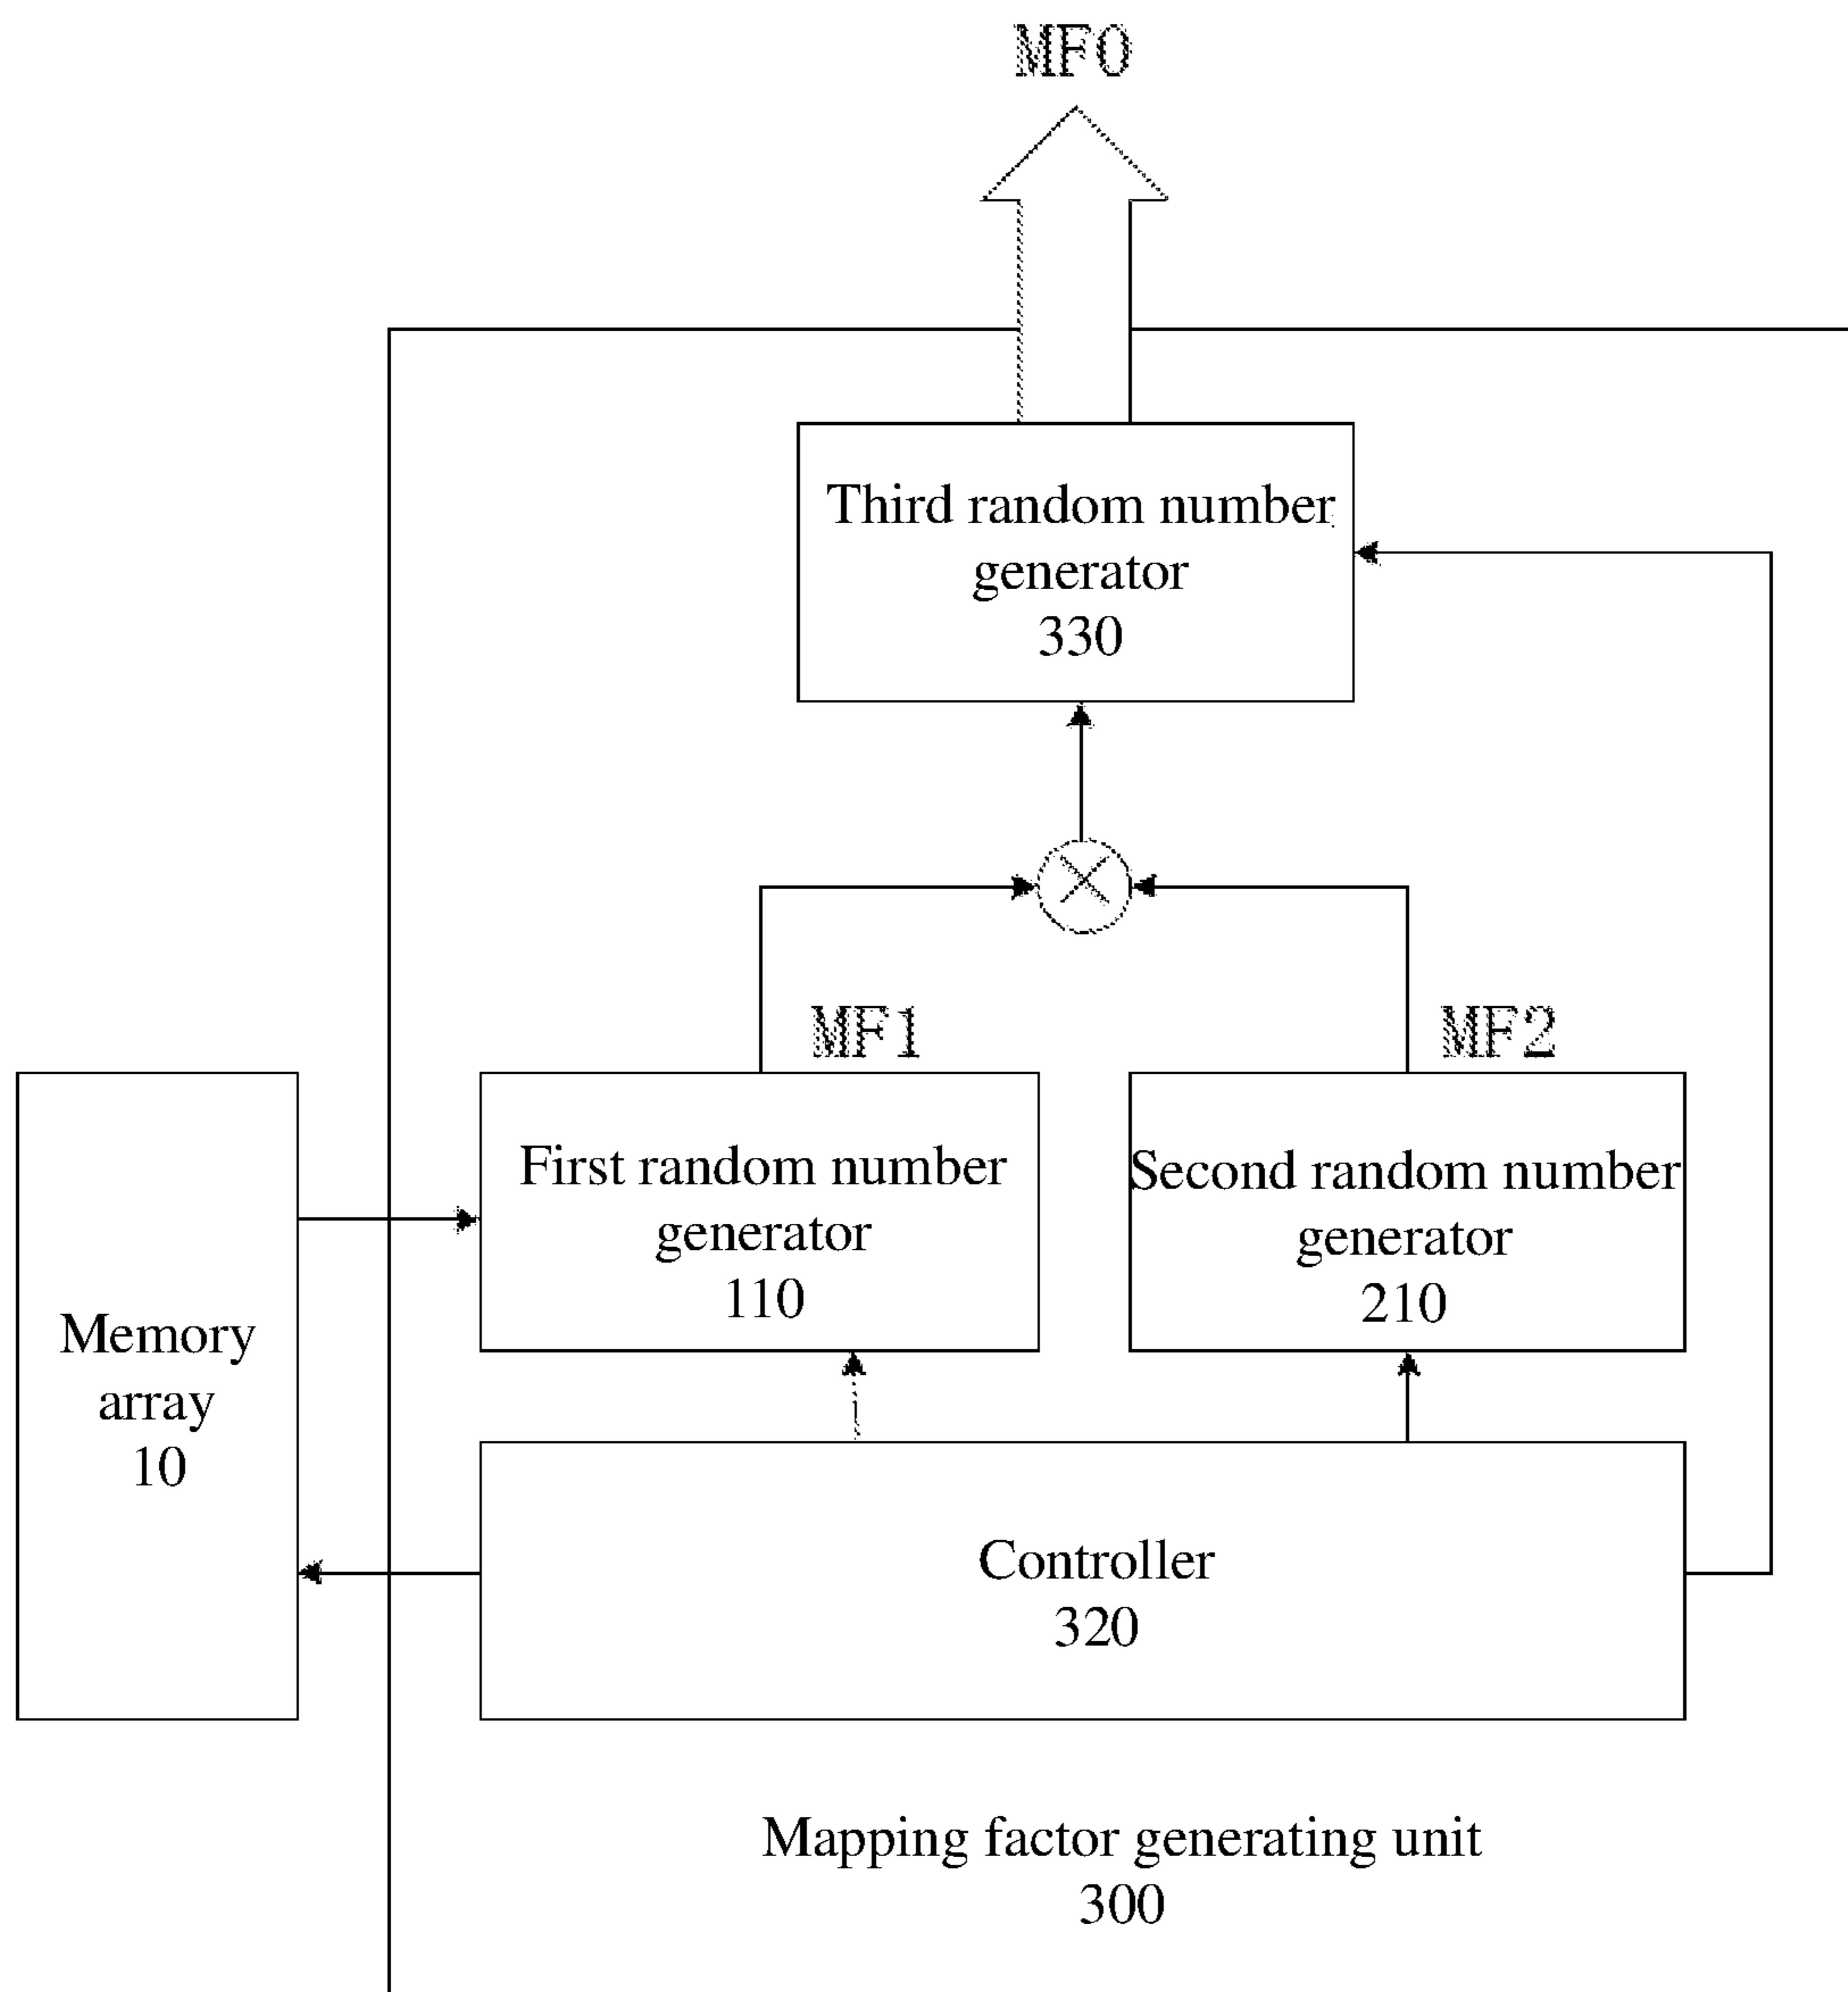 MF0
Third random number
generator
330
MF1
MF2
First random number
generator
110
Second random number
generator
210
Memory
array
10
Controller
320
Mapping factor generating unit
300